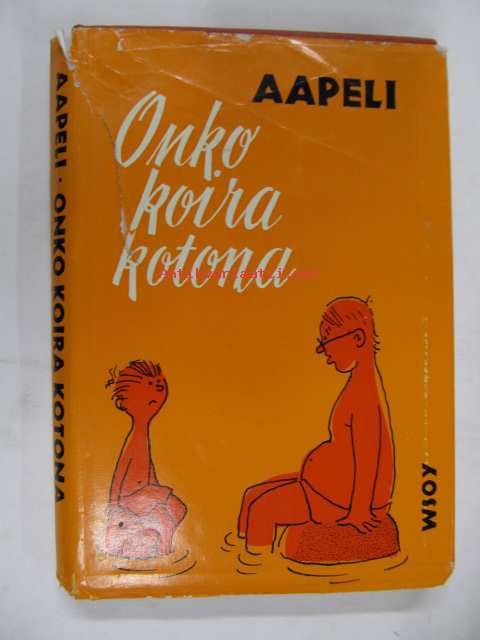 AAPELI
Onko
koira
kotona
WSOY
AAPELI · ONKO KOIRA KOTONA